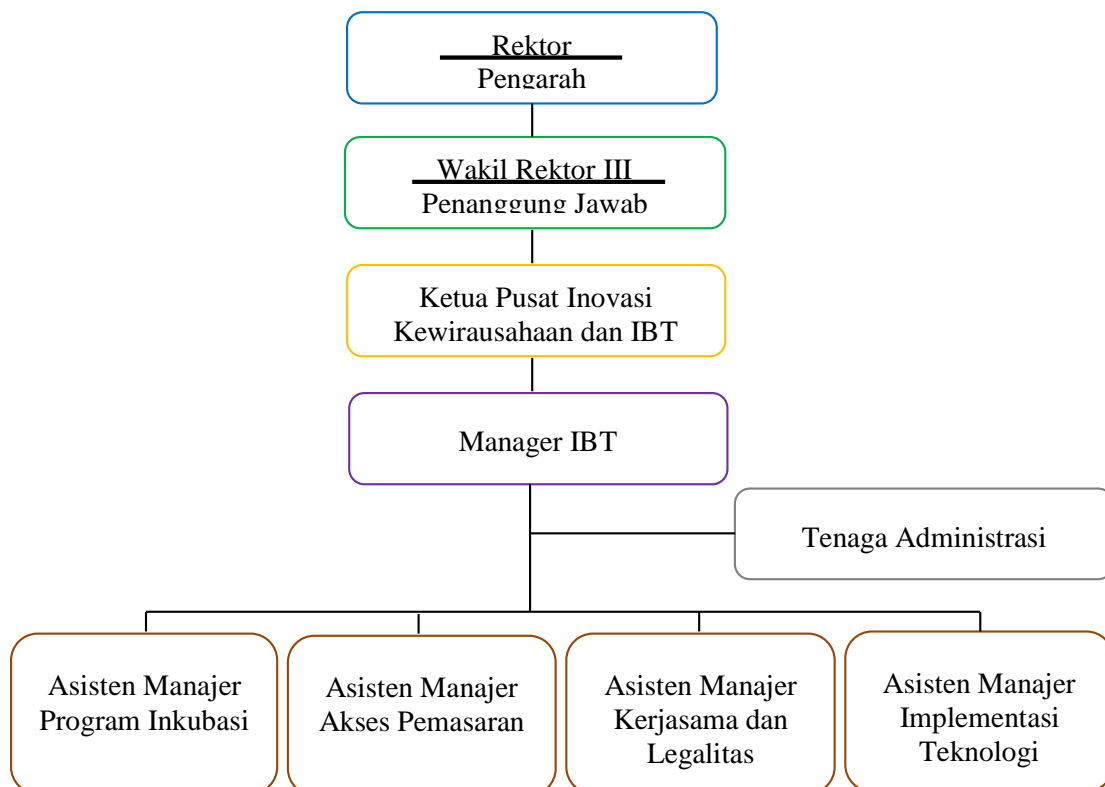 Rektor
Pengarah
Wakil Rektor III
Penanggung Jawab
Ketua Pusat Inovasi
Kewirausahaan dan IBT
Manager IBT
Tenaga Administrasi
Asisten Manajer
Program Inkubasi
Asisten Manajer
Akses Pemasaran
Asisten Manajer
Kerjasama dan
Legalitas
Asisten Manajer
Implementasi
Teknologi